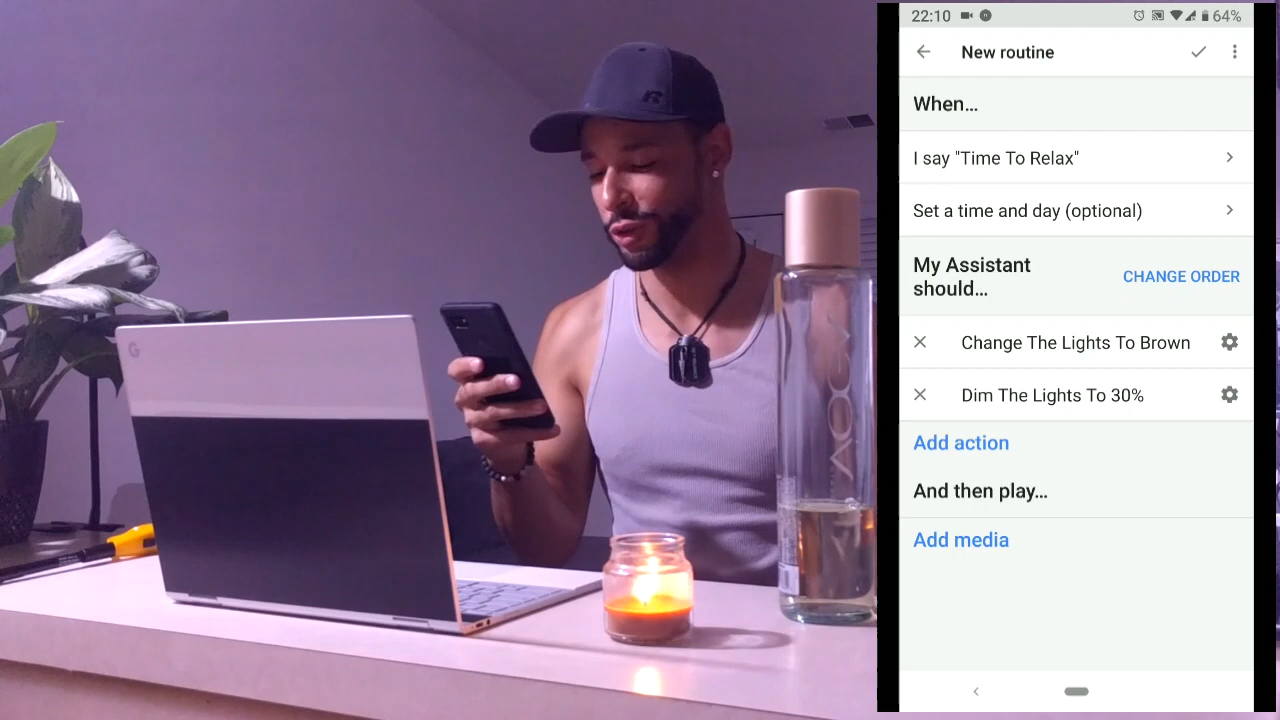 22:10
64%
New routine
When...
I say "Time To Relax"
Set a time and day (optional)
My Assistant
should...
CHANGE ORDER
Change The Lights To Brown
Dim The Lights To 30%
Add action
And then play...
Add media
VOSS
G